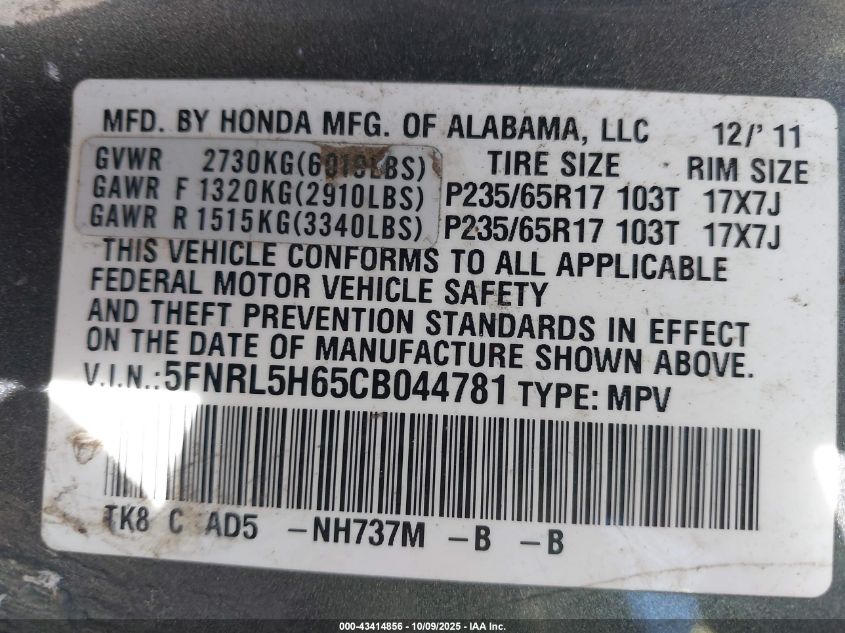 MFD. BY HONDA MFG. OF ALABAMA, LLC 12/' 11
GVWR 2730KG(6019LBS) TIRE SIZE RIM SIZE
GAWR F 1320KG(2910LBS) P235/65R17 103T 17X7J
GAWR R 1515KG(3340LBS) P235/65R17 103T 17X7J
THIS VEHICLE CONFORMS TO ALL APPLICABLE
FEDERAL MOTOR VEHICLE SAFETY
AND THEFT PREVENTION STANDARDS IN EFFECT
ON THE DATE OF MANUFACTURE SHOWN ABOVE.
V.I.N.:5FNRL5H65CB044781 TYPE: MPV
TK8 C AD5 -NH737M -B -B
000-43414856 - 10/09/2025 - IAA Inc.